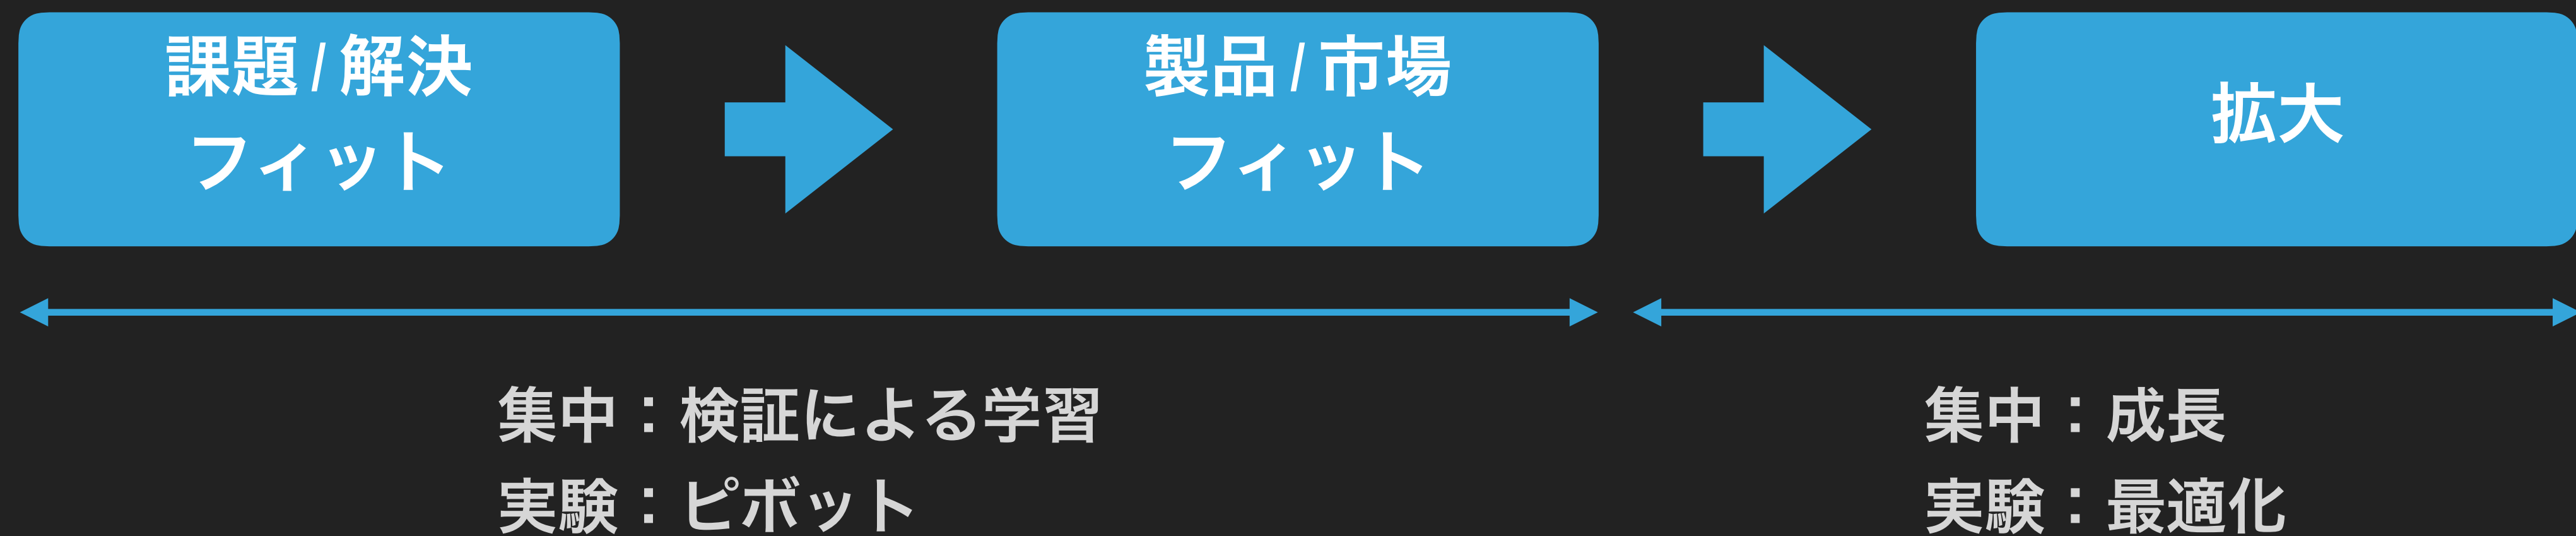 課題/解決
フィット
製品/市場
フィット
拡大
集中：検証による学習
実験：ピボット
集中：成長
実験：最適化